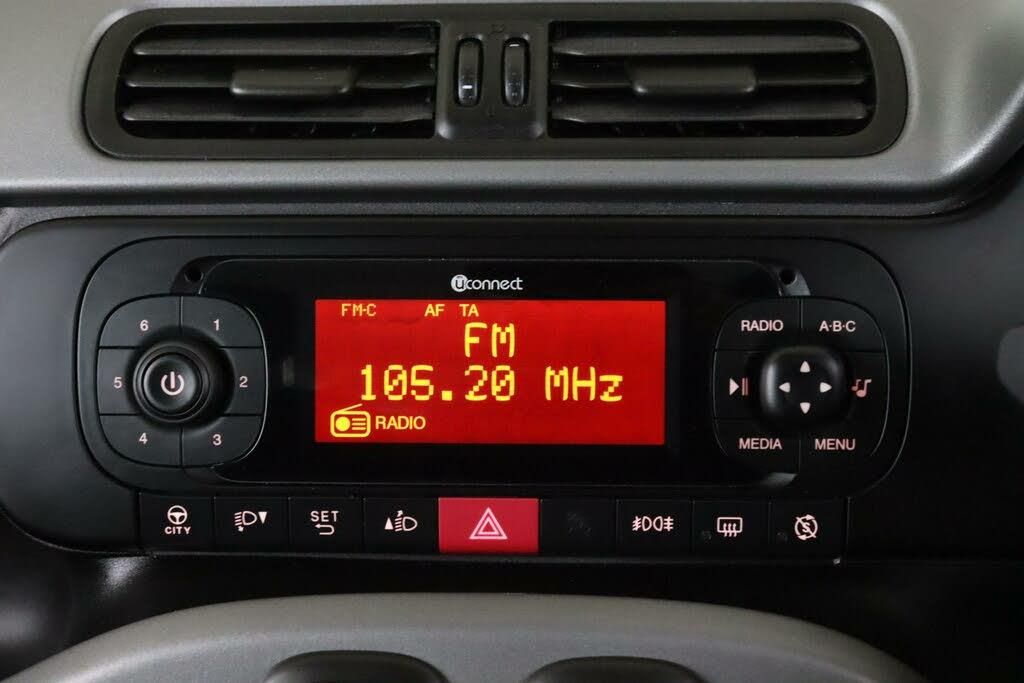 uconnect
FM-C AF TA
FM
105.20 MHz
RADIO
6 1
5 2
4 3
RADIO A·B·C
MEDIA MENU
CITY
SET